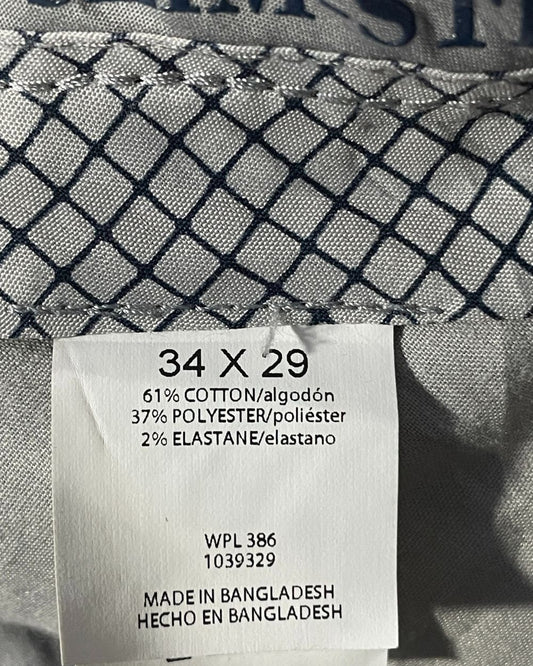 34 X 29
61% COTTON/algodón
37% POLYESTER/poliéster
2% ELASTANE/elastano
WPL 386
1039329
MADE IN BANGLADESH
HECHO EN BANGLADESH